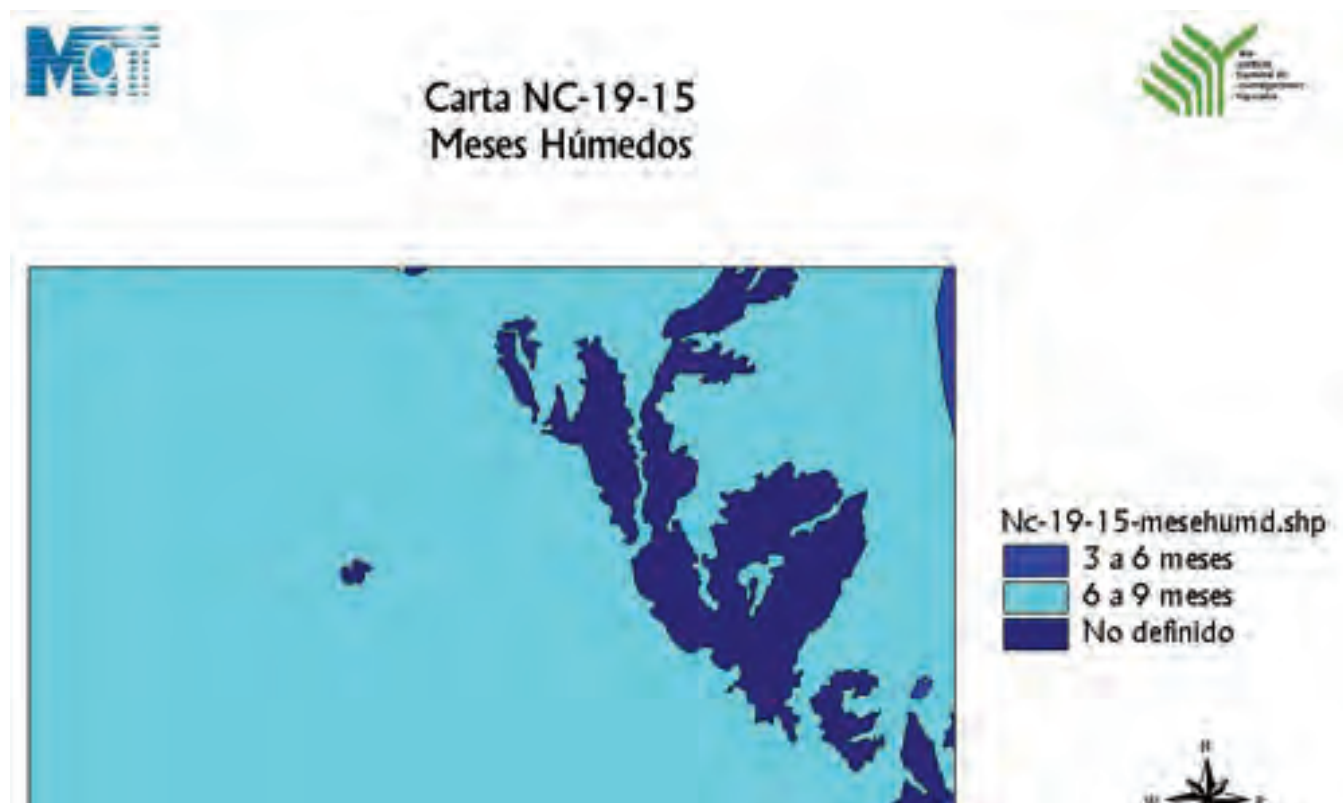 MAT
Carta NC-19-15
Meses Húmedos
Nc-19-15-mesehumd.shp
3 a 6 meses
6 a 9 meses
No definido